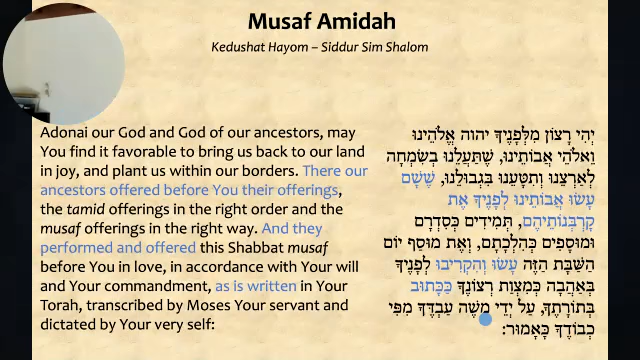 Musaf Amidah
Kedushat Hayom – Siddur Sim Shalom
Adonai our God and God of our ancestors, may
You find it favorable to bring us back to our land
in joy, and plant us within our borders. There our
ancestors offered before You their offerings,
the tamid offerings in the right order and the
musaf offerings in the right way. And they
performed and offered this Shabbat musaf
before You in love, in accordance with Your will
and Your commandment, as is written in Your
Torah, transcribed by Moses Your servant and
dictated by Your very self:
יְהִי רָצוֹן מִלְּפָנֶיךָ יהוה אֱלֹהֵינוּ
וֵאלֹהֵי אֲבוֹתֵינוּ, שֶׁתַּעֲלֵנוּ בְשִׂמְחָה
לְאַרְצֵנוּ וְתִטָּעֵנוּ בִּגְבוּלֵנוּ, שֶׁשָּׁם
עָשׂוּ אֲבוֹתֵינוּ לְפָנֶיךָ אֶת
קָרְבְּנוֹתֵיהֶם, תְּמִידִים כְּסִדְרָם
וּמוּסָפִים כְּהִלְכָתָם, וְאֶת מוּסַף יוֹם
הַשַּׁבָּת הַזֶּה עָשׂוּ וְהִקְרִיבוּ לְפָנֶיךָ
בְּאַהֲבָה כְּמִצְוַת רְצוֹנֶךָ כַּכָּתוּב
בְּתוֹרָתֶךָ, עַל יְדֵי מֹשֶׁה עַבְדֶּךָ מִפִּי
כְבוֹדֶךָ כָּאָמוּר: